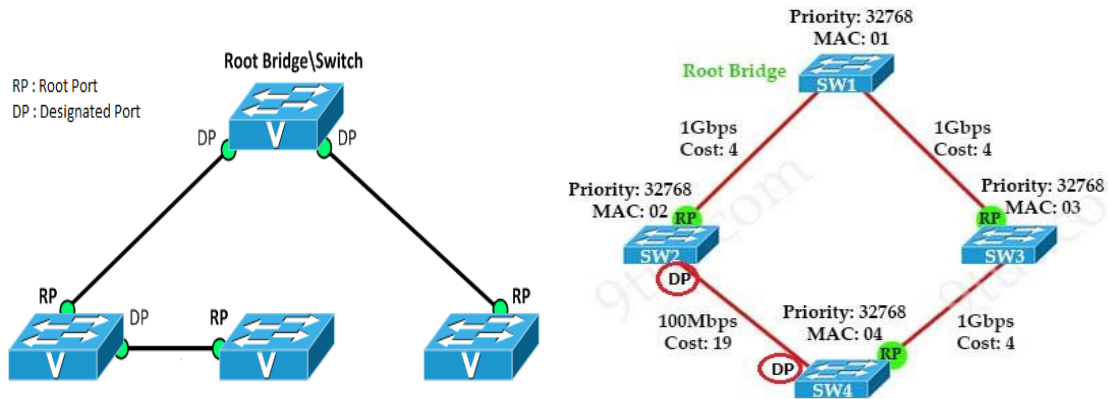 Root Bridge\Switch
RP : Root Port
DP : Designated Port
DP
DP
RP
DP
RP
RP
V
V
V
V
Priority: 32768
MAC: 01
Root Bridge
SW1
1Gbps
Cost: 4
1Gbps
Cost: 4
Priority: 32768
MAC: 02
RP
SW2
DP
Priority: 32768
MAC: 03
RP
SW3
100Mbps
Cost: 19
Priority: 32768
MAC: 04
1Gbps
Cost: 4
DP
RP
SW4